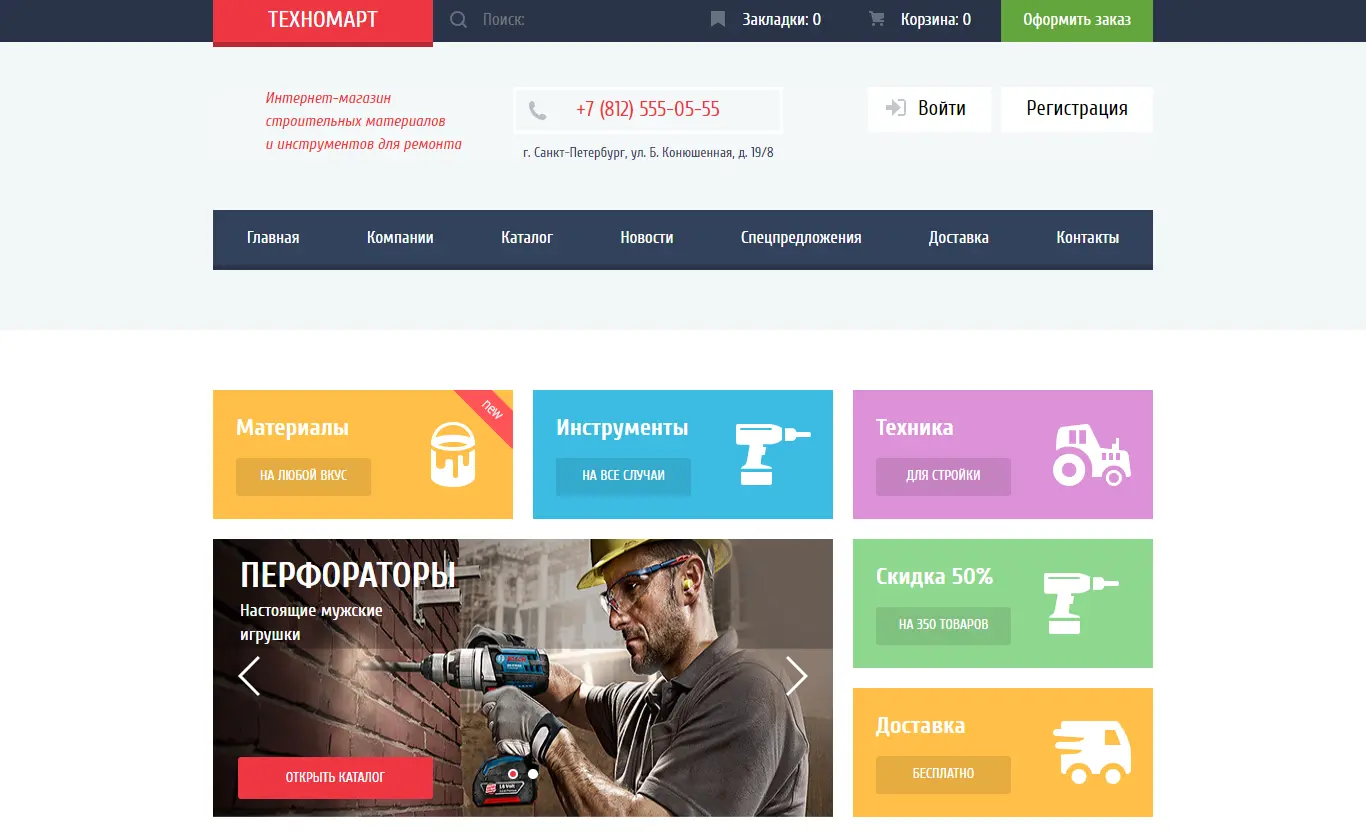 ТЕХНОМАРТ
Поиск:
Закладки: 0
Корзина: 0
Оформить заказ
Интернет-магазин
строительных материалов
и инструментов для ремонта
+7 (812) 555-05-55
г. Санкт-Петербург, ул. Б. Конюшенная, д. 19/8
Войти
Регистрация
Главная
Компании
Каталог
Новости
Спецпредложения
Доставка
Контакты
Материалы
new
НА ЛЮБОЙ ВКУС
Инструменты
НА ВСЕ СЛУЧАИ
Техника
ДЛЯ СТРОЙКИ
ПЕРФОРАТОРЫ
Настоящие мужские
игрушки
BOSCH
18 Volt
ОТКРЫТЬ КАТАЛОГ
Скидка 50%
НА 350 ТОВАРОВ
Доставка
БЕСПЛАТНО